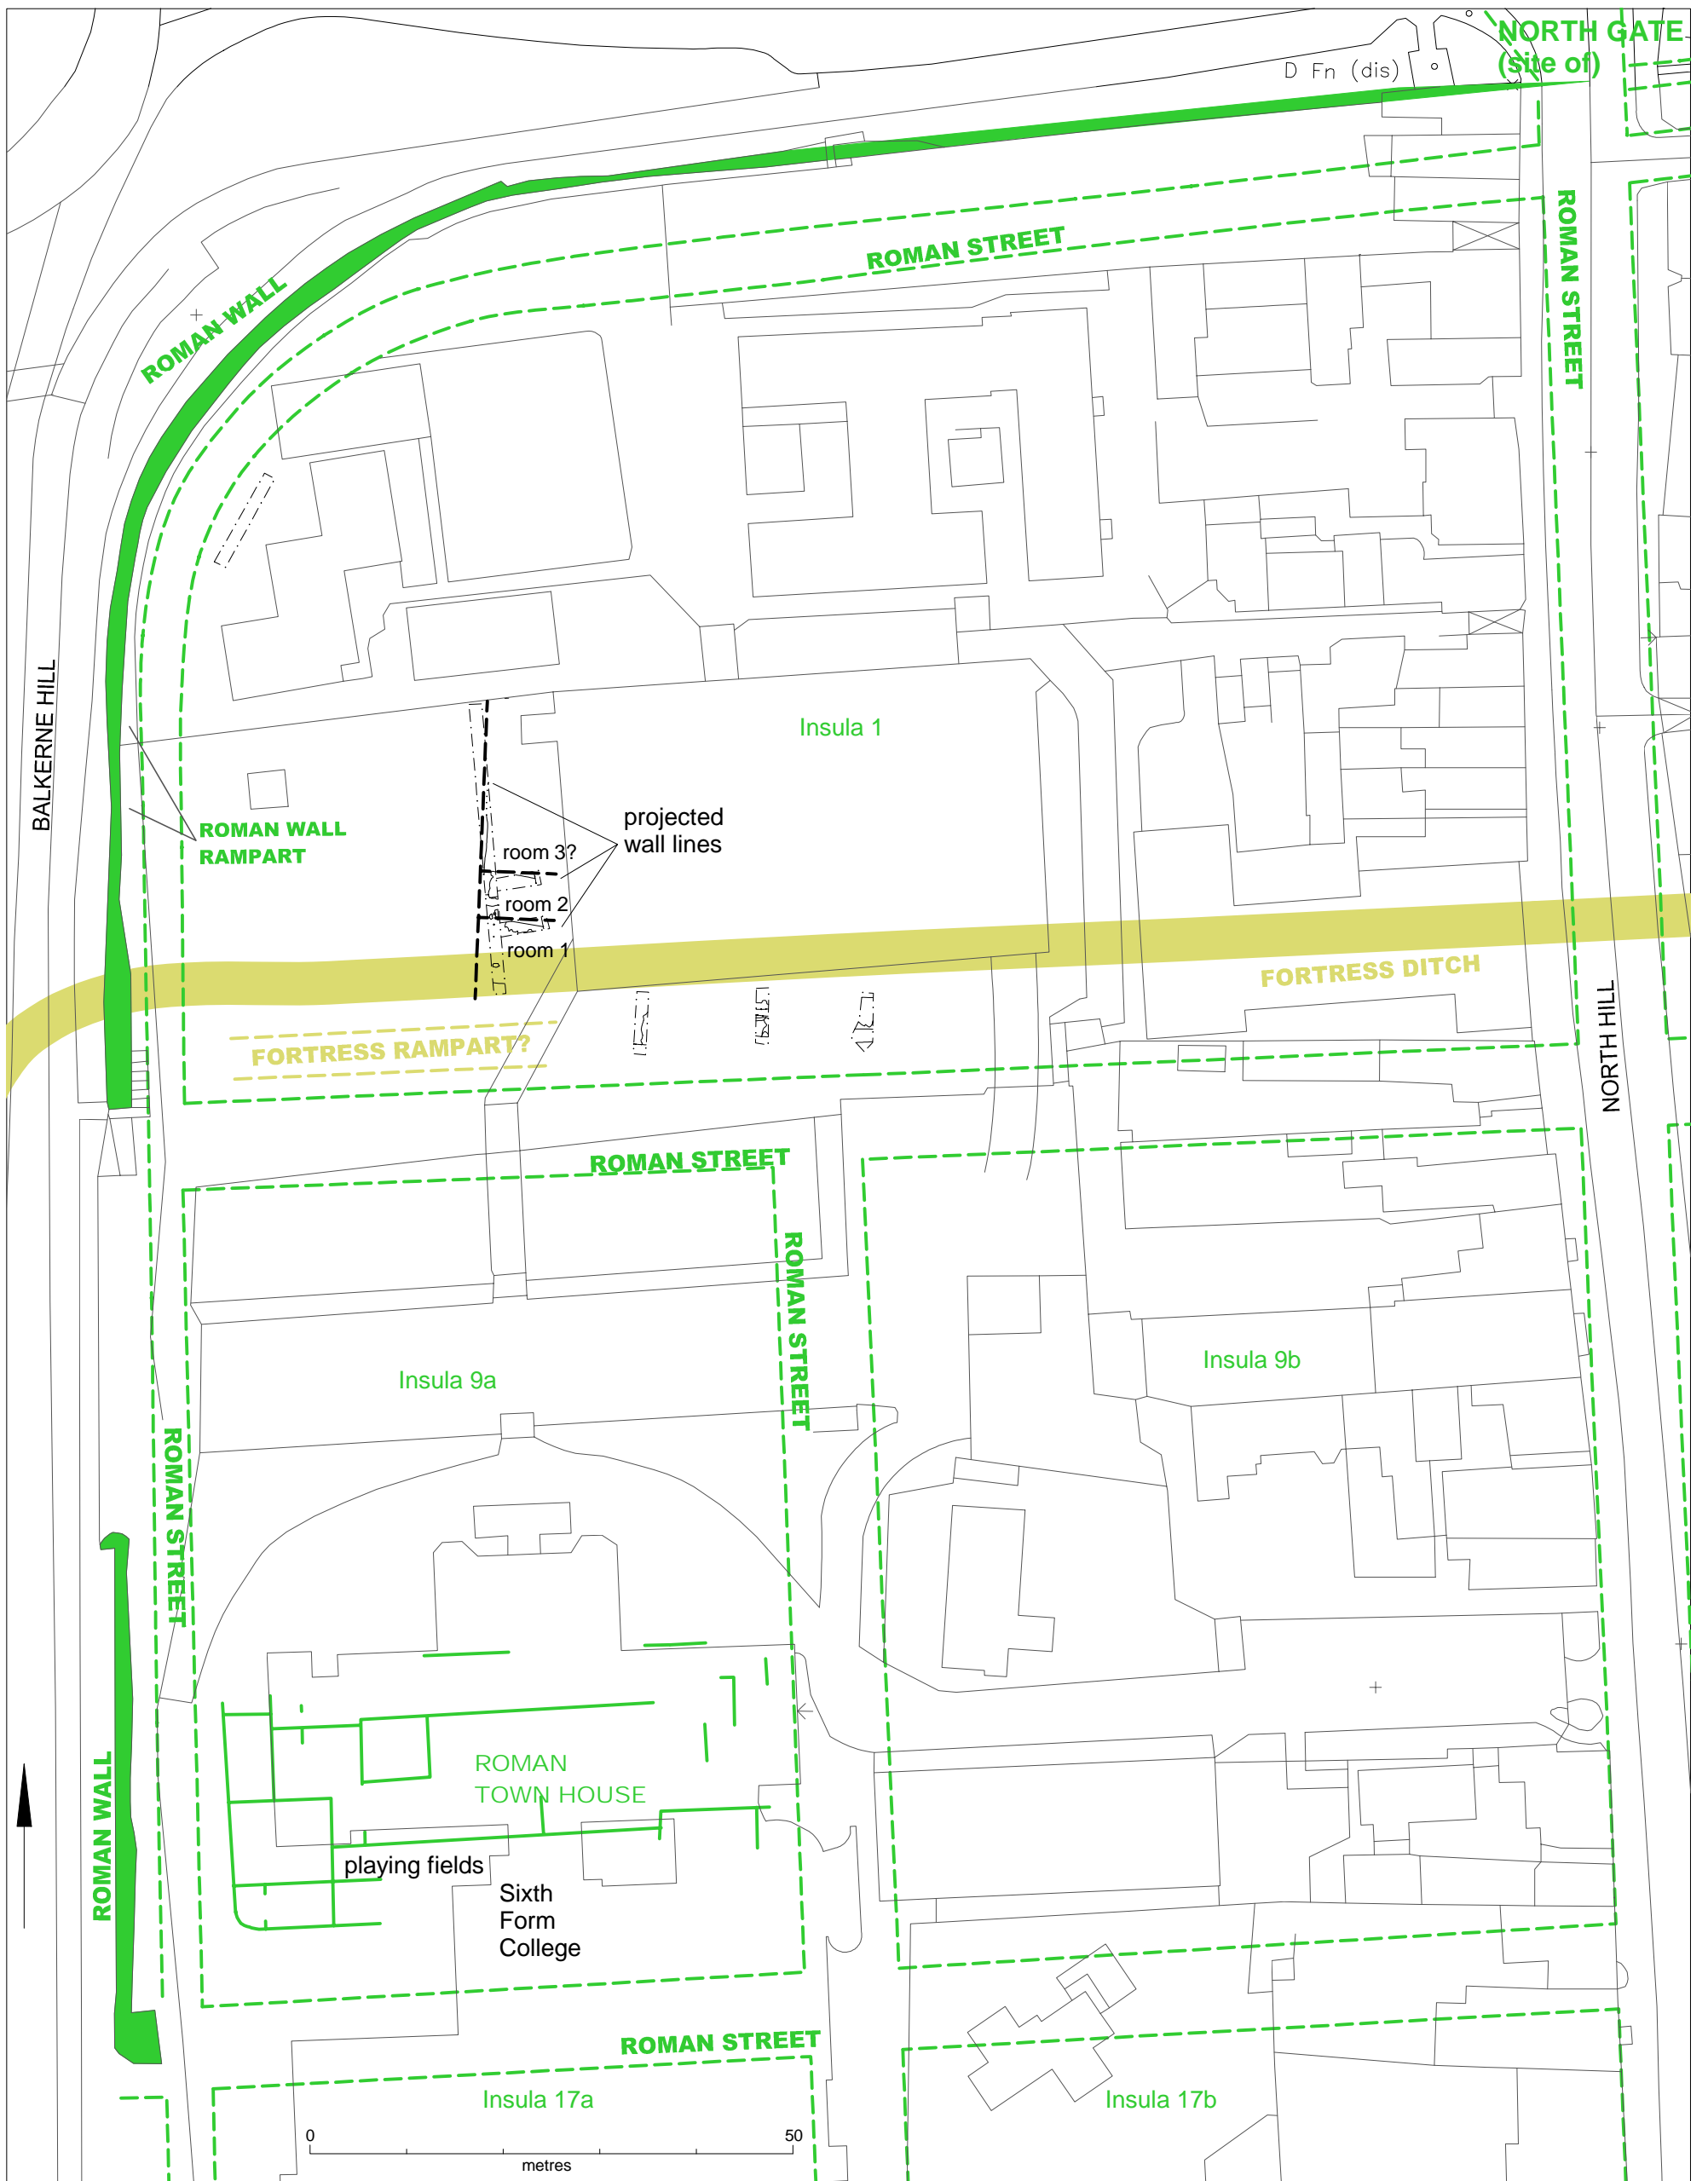 NORTH GATE
(site of)
D Fn (dis)
ROMAN STREET
ROMAN STREET
ROMAN WALL
BALKERNE HILL
Insula 1
ROMAN WALL
RAMPART
projected
wall lines
room 3?
room 2
room 1
FORTRESS DITCH
FORTRESS RAMPART?
NORTH HILL
ROMAN STREET
ROMAN STREET
Insula 9a
Insula 9b
ROMAN STREET
ROMAN WALL
ROMAN
TOWN HOUSE
playing fields
Sixth
Form
College
ROMAN STREET
Insula 17a
Insula 17b
0 50
metres